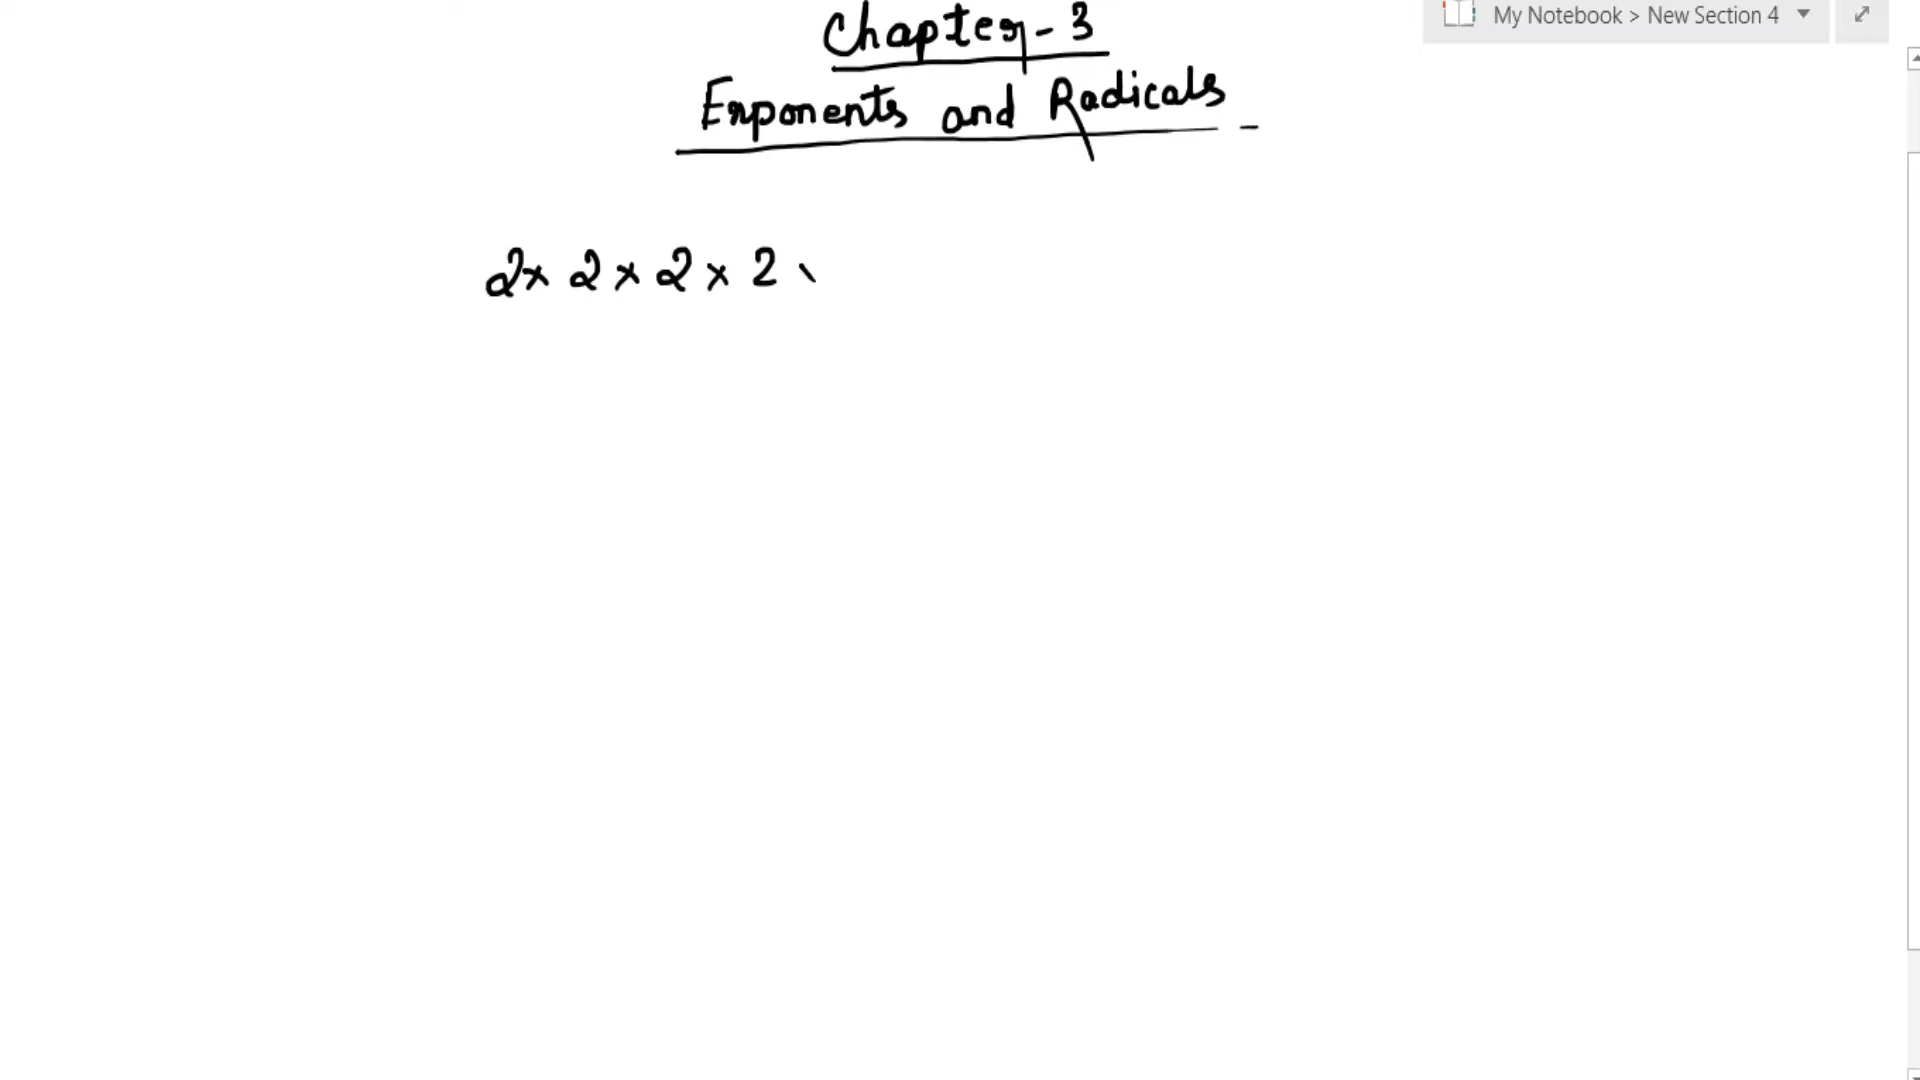 Chapter - 3
My Notebook > New Section 4
Exponents and Radicals
2 × 2 × 2 × 2